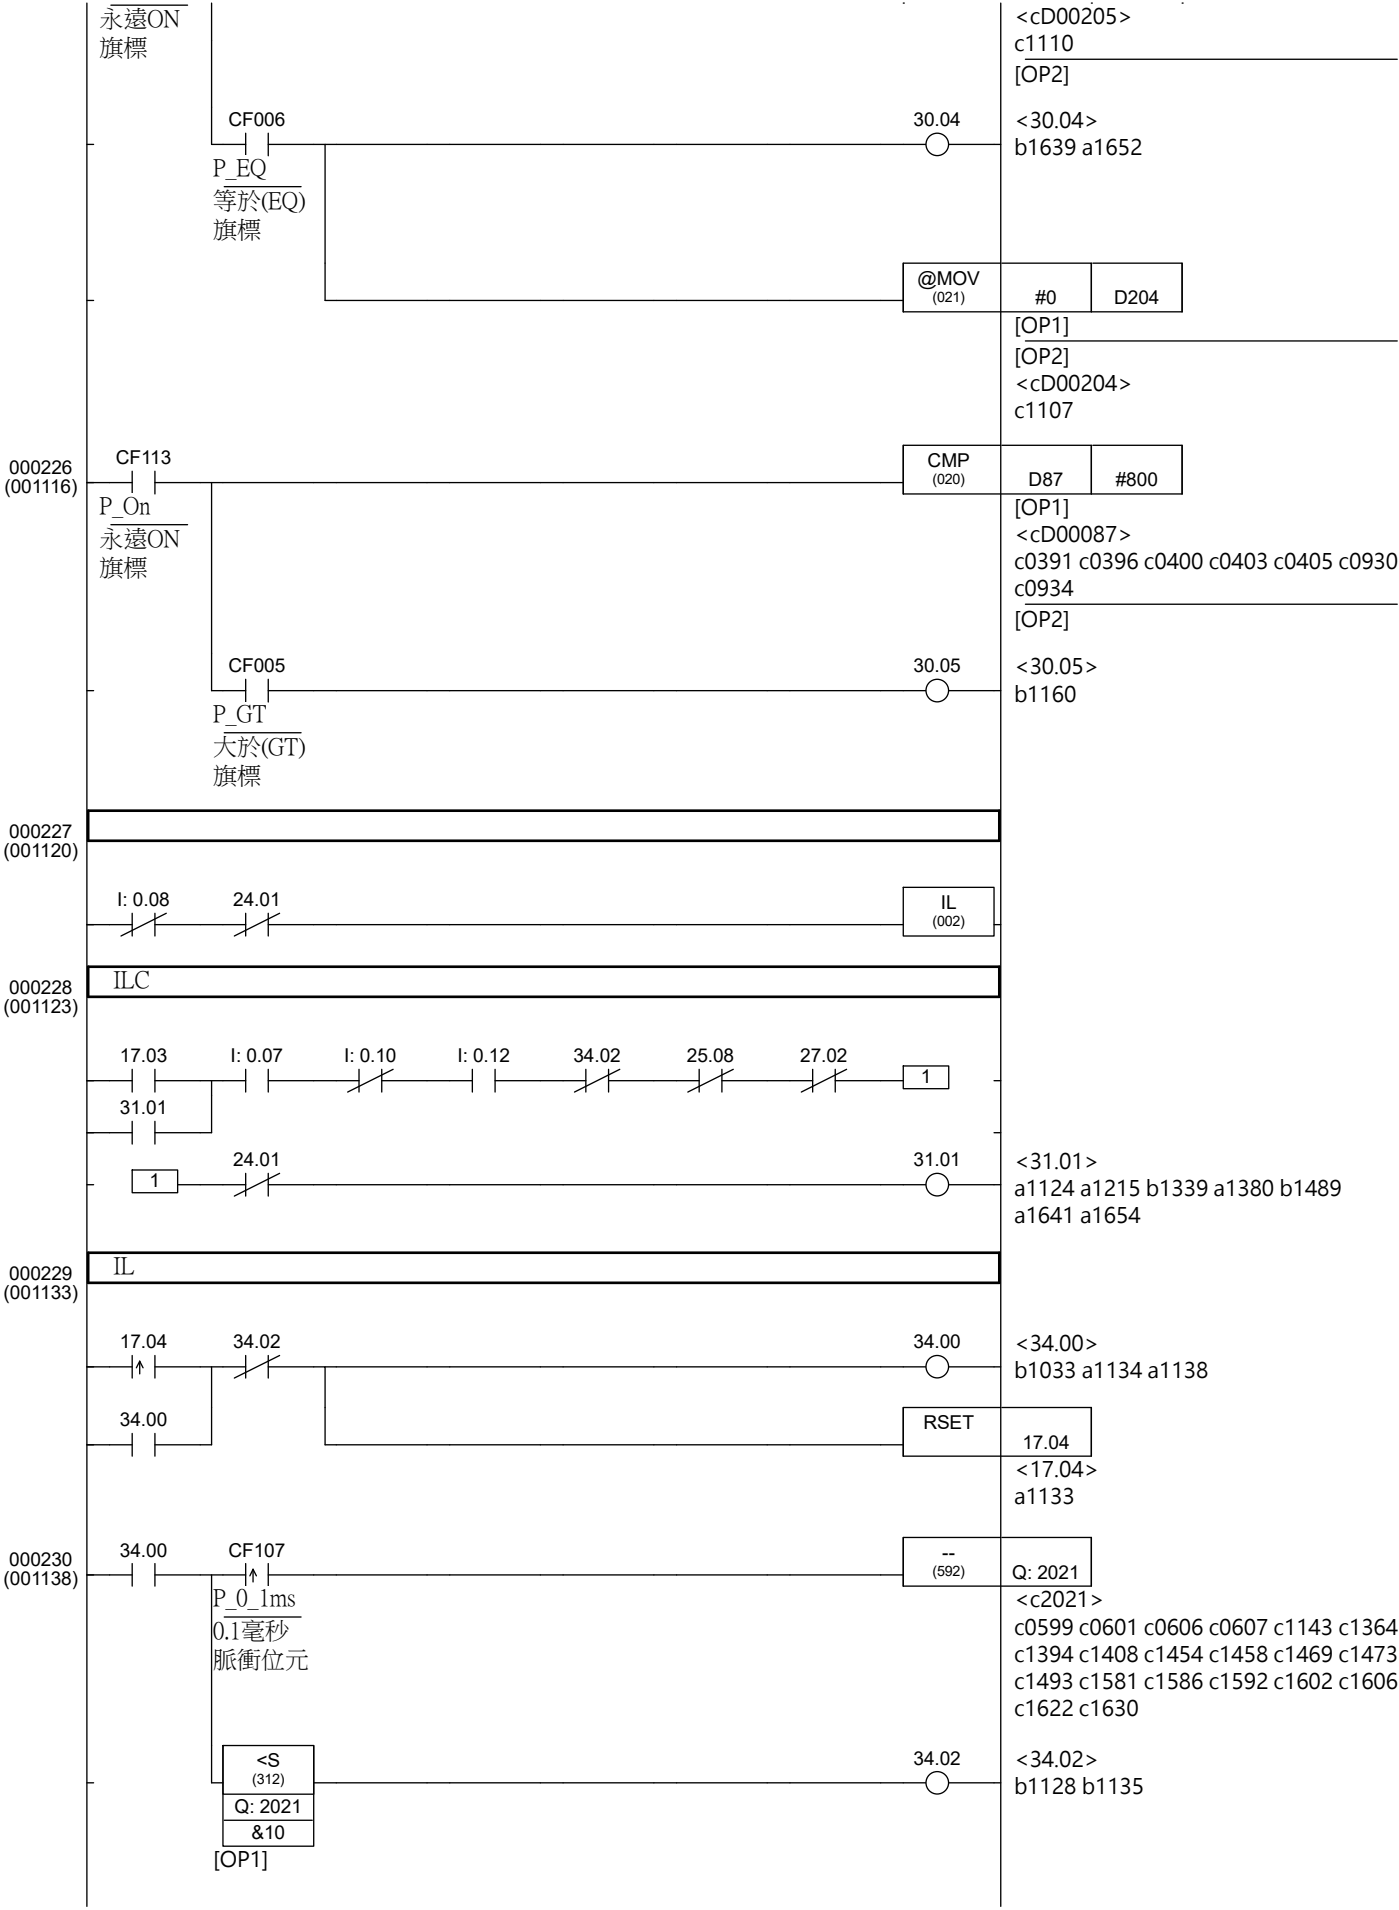 永遠ON
旗標
<cD00205>
c1110
[OP2]
CF006
30.04
<30.04>
b1639 a1652
P_EQ
等於(EQ)
旗標
@MOV
(021)
#0
D204
[OP1]
[OP2]
<cD00204>
c1107
000226
(001116)
CF113
CMP
(020)
D87
#800
P_On
永遠ON
旗標
[OP1]
<cD00087>
c0391 c0396 c0400 c0403 c0405 c0930
c0934
[OP2]
CF005
30.05
<30.05>
b1160
P_GT
大於(GT)
旗標
000227
(001120)
I: 0.08
24.01
IL
(002)
000228
(001123)
ILC
17.03
I: 0.07
I: 0.10
I: 0.12
34.02
25.08
27.02
1
31.01
1
24.01
31.01
<31.01>
a1124 a1215 b1339 a1380 b1489
a1641 a1654
000229
(001133)
IL
17.04
34.02
34.00
<34.00>
b1033 a1134 a1138
34.00
RSET
17.04
<17.04>
a1133
000230
(001138)
34.00
CF107
--
(592)
Q: 2021
P_0_1ms
0.1毫秒
脈衝位元
<c2021>
c0599 c0601 c0606 c0607 c1143 c1364
c1394 c1408 c1454 c1458 c1469 c1473
c1493 c1581 c1586 c1592 c1602 c1606
c1622 c1630
<S
(312)
Q: 2021
&10
[OP1]
34.02
<34.02>
b1128 b1135